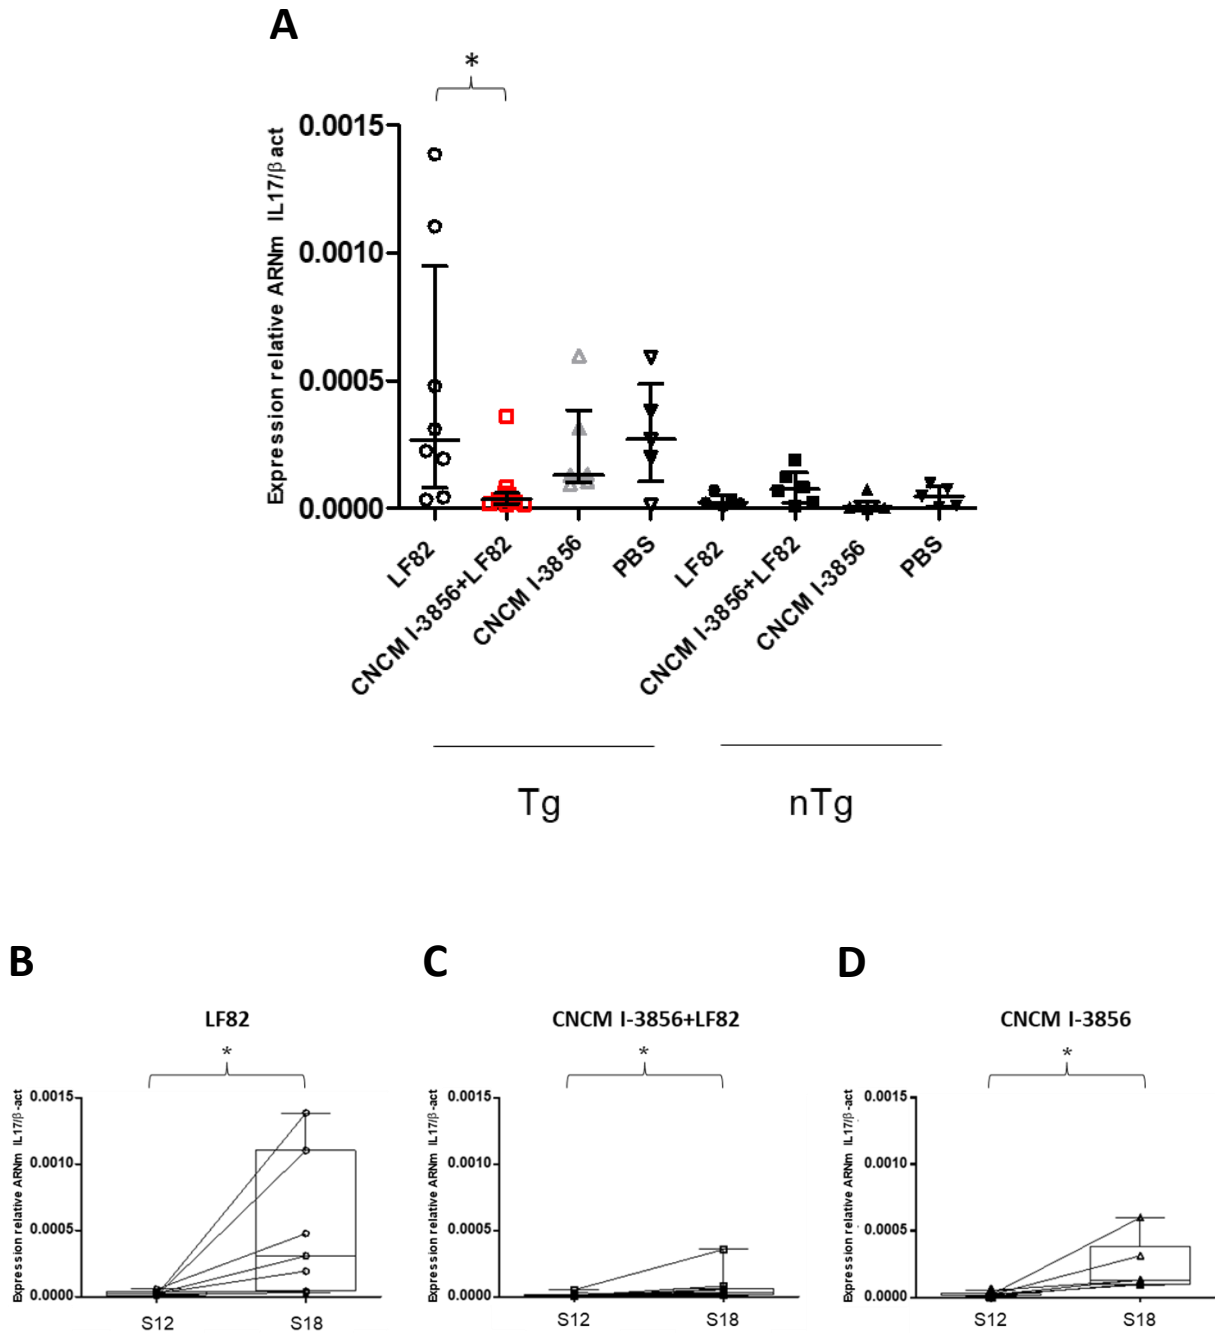 A
*
Expression relative ARNm IL17/β act
0.0015
0.0010
0.0005
0.0000
LF82
CNCM I-3856+LF82
CNCM I-3856
PBS
LF82
CNCM I-3856+LF82
CNCM I-3856
PBS
Tg
nTg
B
LF82
*
Expression relative ARNm IL17/β-act
0.0015
0.0010
0.0005
0.0000
S12
S18
C
CNCM I-3856+LF82
*
Expression relative ARNm IL17/β-act
0.0015
0.0010
0.0005
0.0000
S12
S18
D
CNCM I-3856
*
Expression relative ARNm IL17/β-act
0.0015
0.0010
0.0005
0.0000
S12
S18